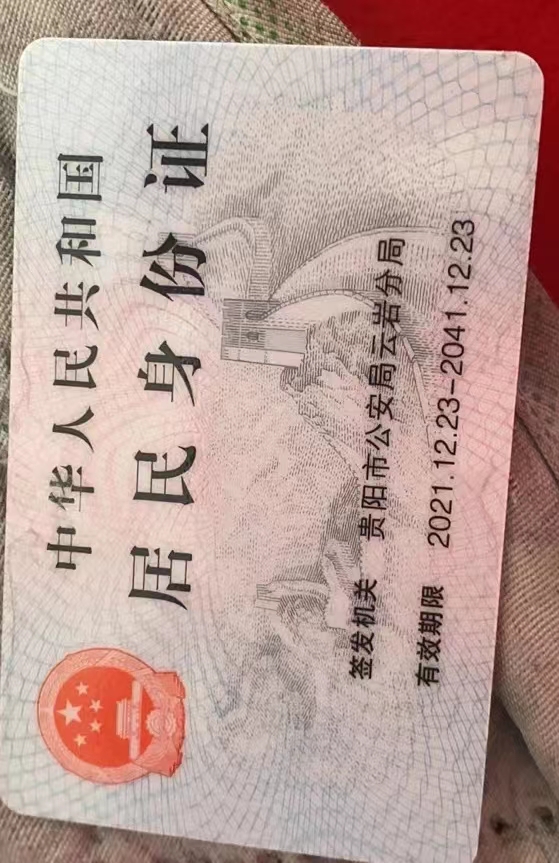 中华人民共和国
居民身份证
签发机关 贵阳市公安局云岩分局
有效期限 2021.12.23-2041.12.23